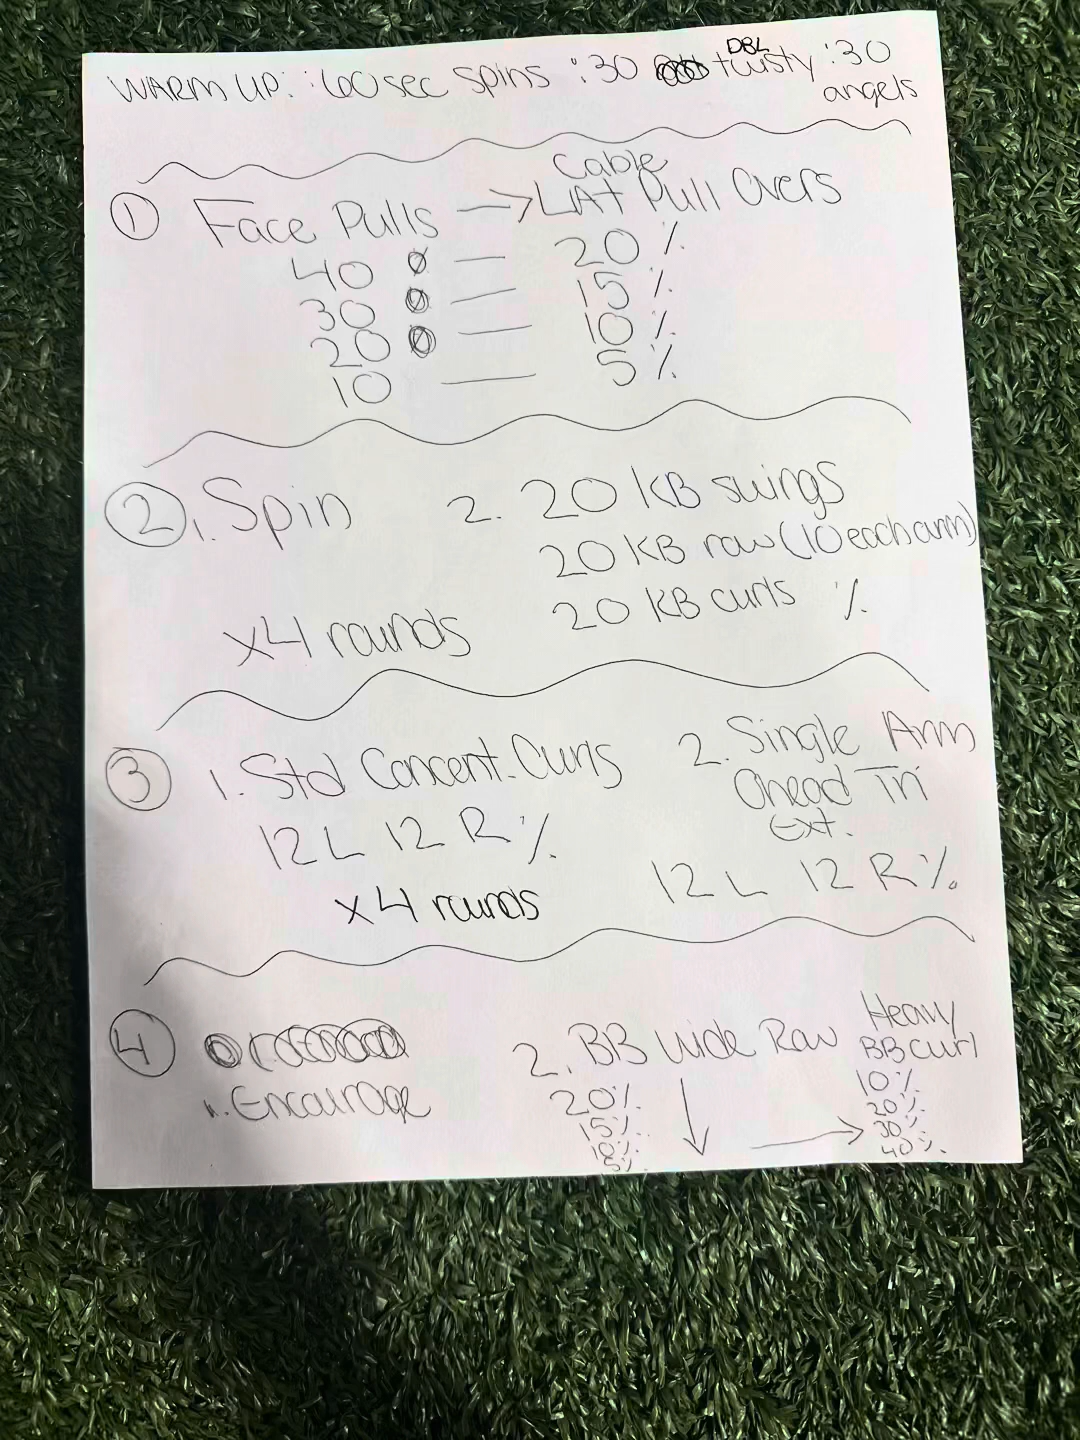 WARM UP: :60 sec spins :30 DBL twisty :30
angels
① Face Pulls → Cable
LAT Pull Overs
40 — 20 %
30 — 15 %
20 — 10 %
10 — 5 %
② 1. Spin 2. 20 KB swings
20 KB row (10 each arm)
x4 rounds 20 KB curls %
③ 1. Std Concent. Curls 2. Single Arm
Ohead Tri
Ext.
12 L 12 R % 12 L 12 R %
x4 rounds
④ 1. Encourage 2. BB Wide Row ↓ → Heavy
BB curl
20% 10%
15% 20%
10% 30%
5% 40%